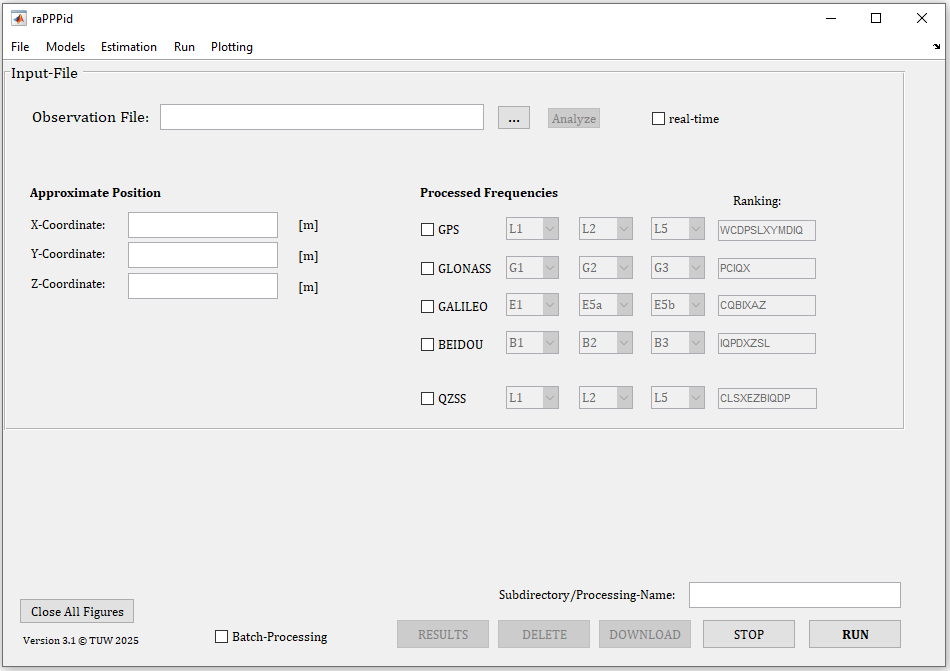 raPPPid
File Models Estimation Run Plotting
Input-File
Observation File: ... Analyze real-time
Approximate Position
X-Coordinate: [m]
Y-Coordinate: [m]
Z-Coordinate: [m]
Processed Frequencies
Ranking:
GPS L1 L2 L5 WCDPSLXYMDIQ
GLONASS G1 G2 G3 PCIQX
GALILEO E1 E5a E5b CQBIXAZ
BEIDOU B1 B2 B3 IQPDXZSL
QZSS L1 L2 L5 CLSXEZBIQDP
Subdirectory/Processing-Name:
Close All Figures
Version 3.1 © TUW 2025
Batch-Processing
RESULTS DELETE DOWNLOAD STOP RUN